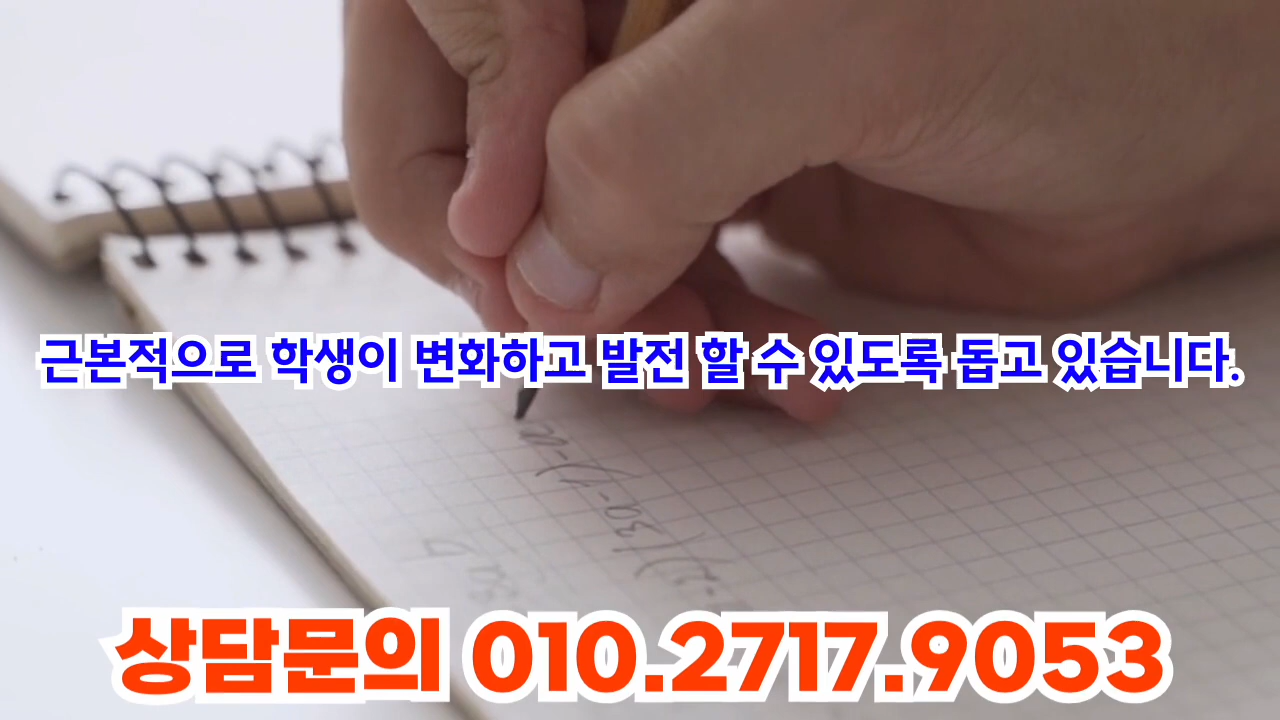 근본적으로 학생이 변화하고 발전 할 수 있도록 돕고 있습니다.
상담문의 010.2717.9053